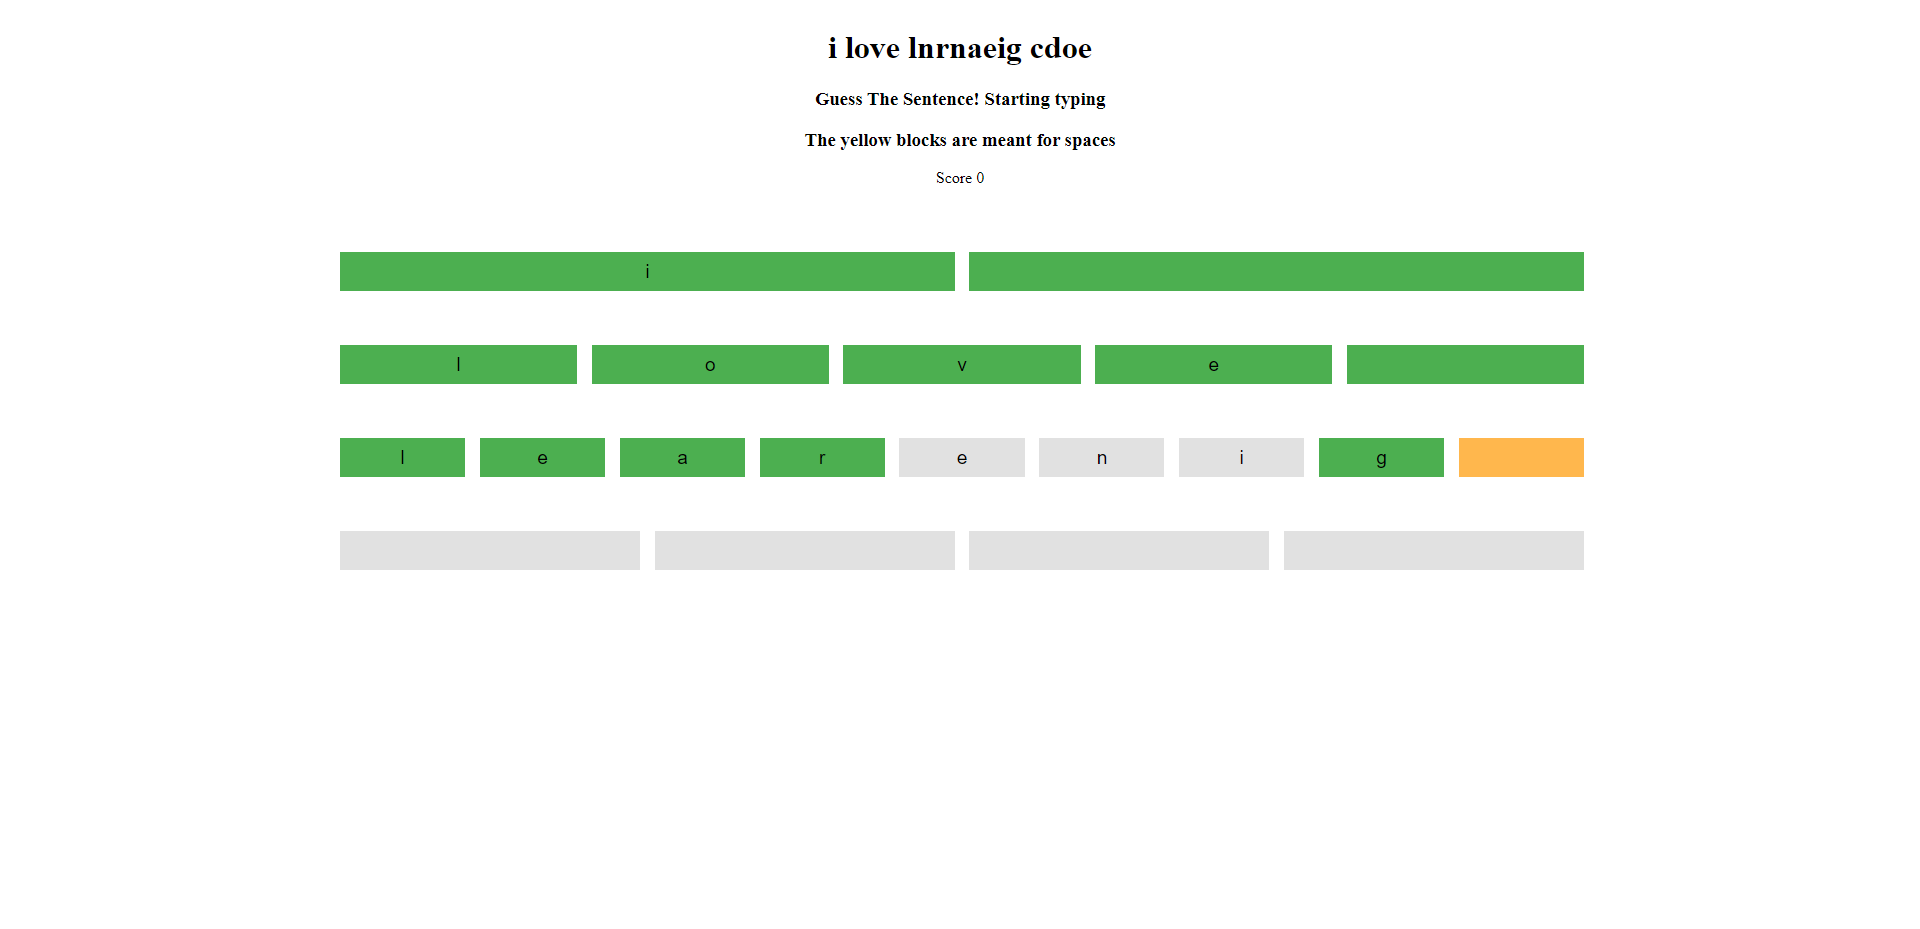 i love lnrnaeig cdoe
Guess The Sentence! Starting typing
The yellow blocks are meant for spaces
Score 0
i
l o v e
l e a r e n i g